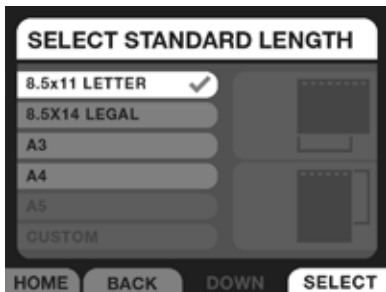 SELECT STANDARD LENGTH
8.5x11 LETTER
8.5X14 LEGAL
A3
A4
A5
CUSTOM
HOME BACK DOWN SELECT